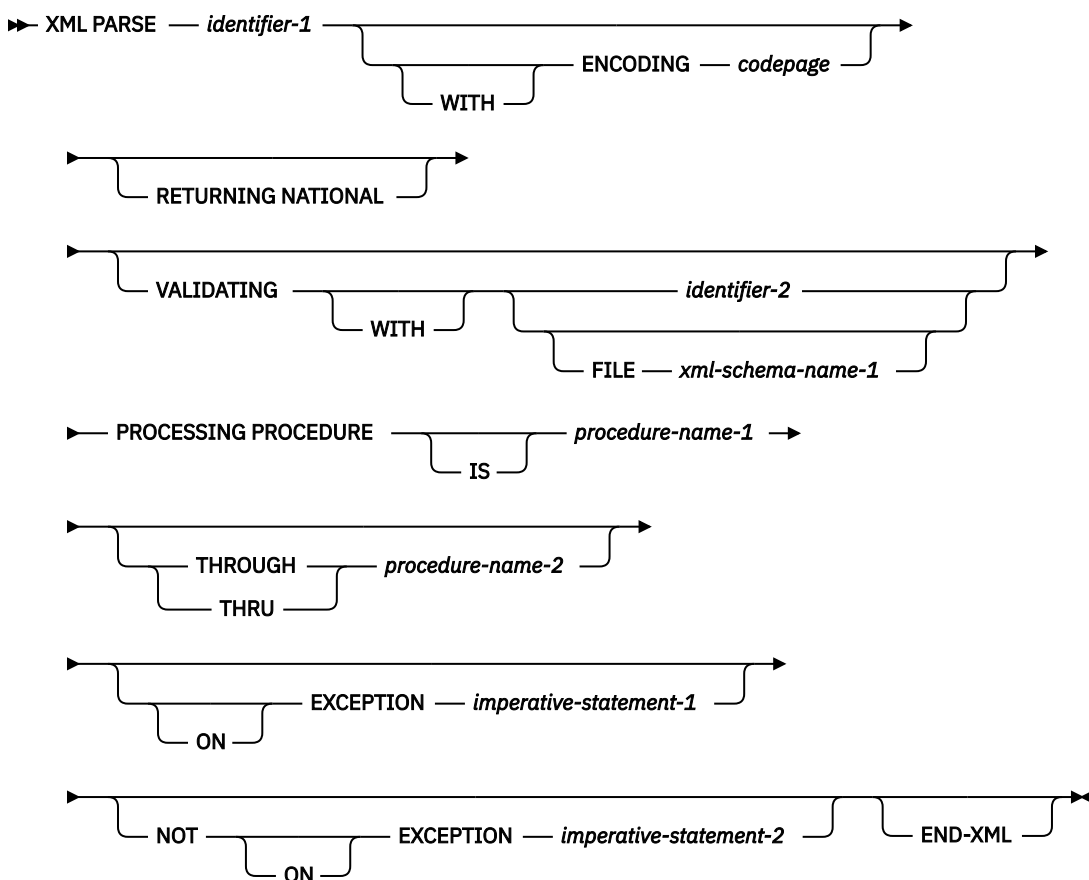 XML PARSE identifier-1
ENCODING codepage
WITH
RETURNING NATIONAL
VALIDATING identifier-2
WITH
FILE xml-schema-name-1
PROCESSING PROCEDURE procedure-name-1
IS
THROUGH procedure-name-2
THRU
EXCEPTION imperative-statement-1
ON
NOT EXCEPTION imperative-statement-2 END-XML
ON